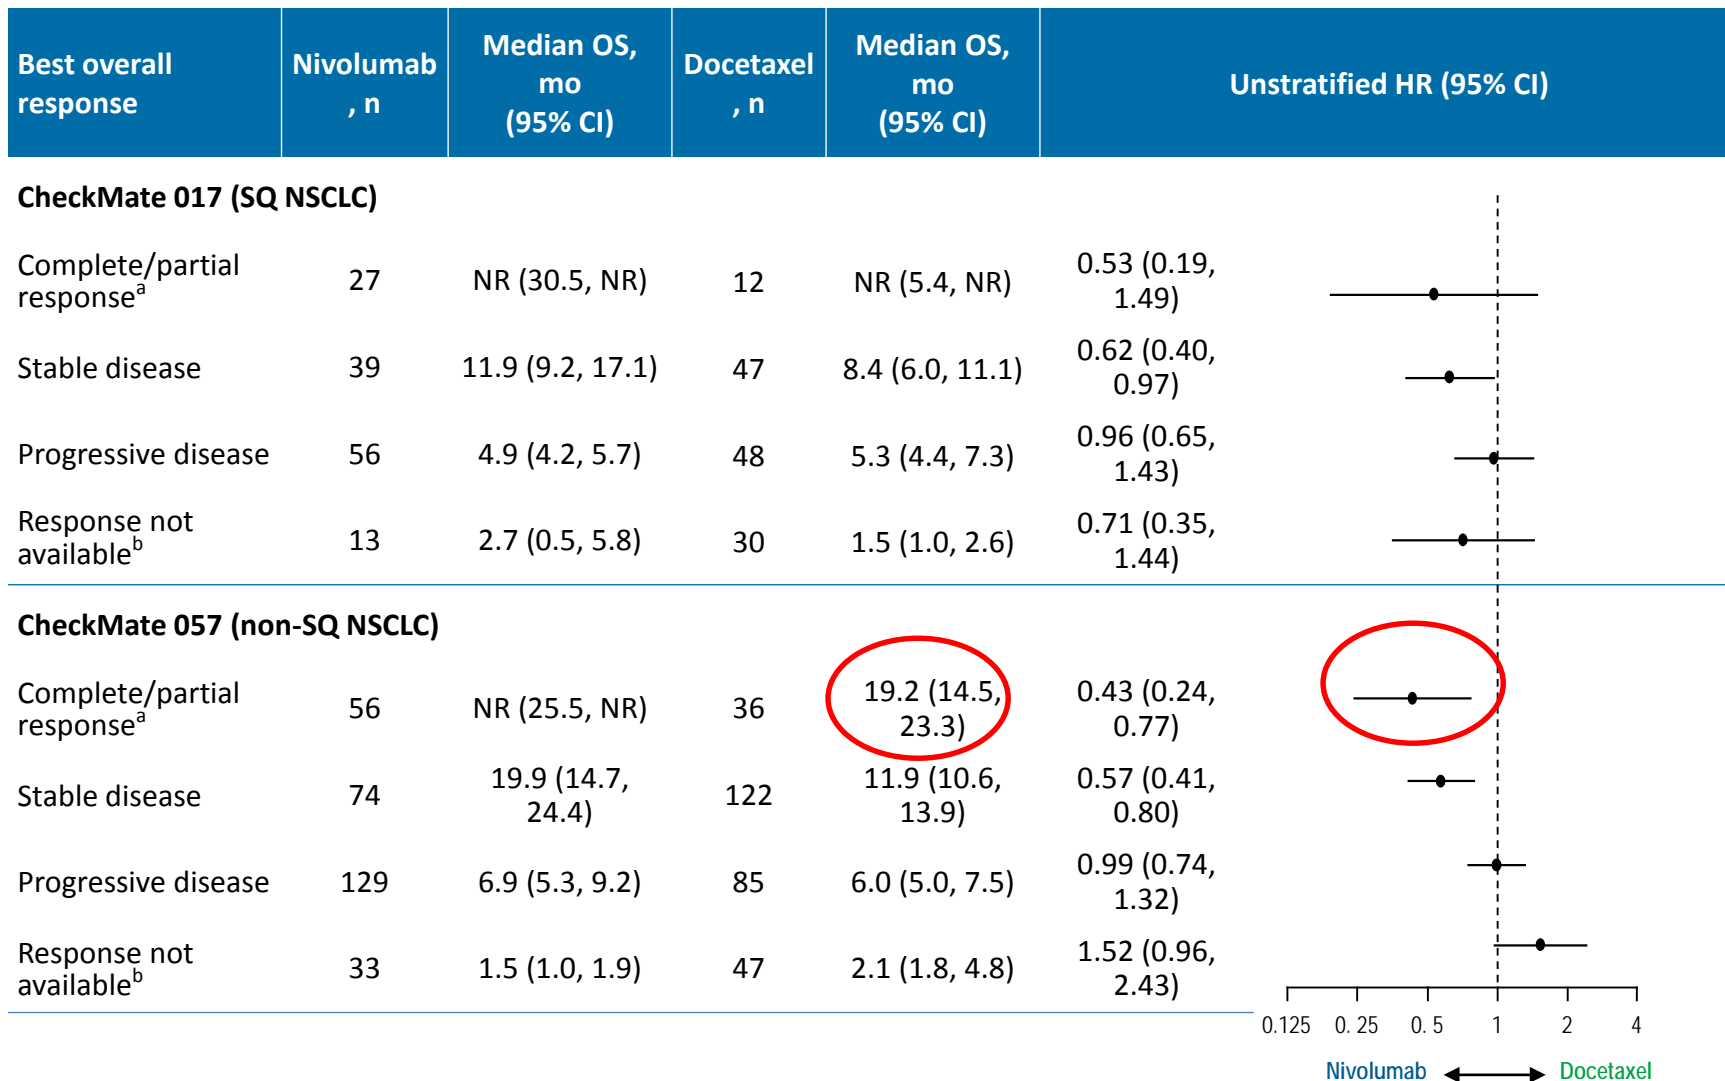 Best overall response
Nivolumab, n
Median OS, mo (95% CI)
Docetaxel, n
Median OS, mo (95% CI)
Unstratified HR (95% CI)
CheckMate 017 (SQ NSCLC)
Complete/partial responseᵃ 27 NR (30.5, NR) 12 NR (5.4, NR) 0.53 (0.19, 1.49)
Stable disease 39 11.9 (9.2, 17.1) 47 8.4 (6.0, 11.1) 0.62 (0.40, 0.97)
Progressive disease 56 4.9 (4.2, 5.7) 48 5.3 (4.4, 7.3) 0.96 (0.65, 1.43)
Response not availableᵇ 13 2.7 (0.5, 5.8) 30 1.5 (1.0, 2.6) 0.71 (0.35, 1.44)
CheckMate 057 (non-SQ NSCLC)
Complete/partial responseᵃ 56 NR (25.5, NR) 36 19.2 (14.5, 23.3) 0.43 (0.24, 0.77)
Stable disease 74 19.9 (14.7, 24.4) 122 11.9 (10.6, 13.9) 0.57 (0.41, 0.80)
Progressive disease 129 6.9 (5.3, 9.2) 85 6.0 (5.0, 7.5) 0.99 (0.74, 1.32)
Response not availableᵇ 33 1.5 (1.0, 1.9) 47 2.1 (1.8, 4.8) 1.52 (0.96, 2.43)
0.125 0.25 0.5 1 2 4
Nivolumab Docetaxel